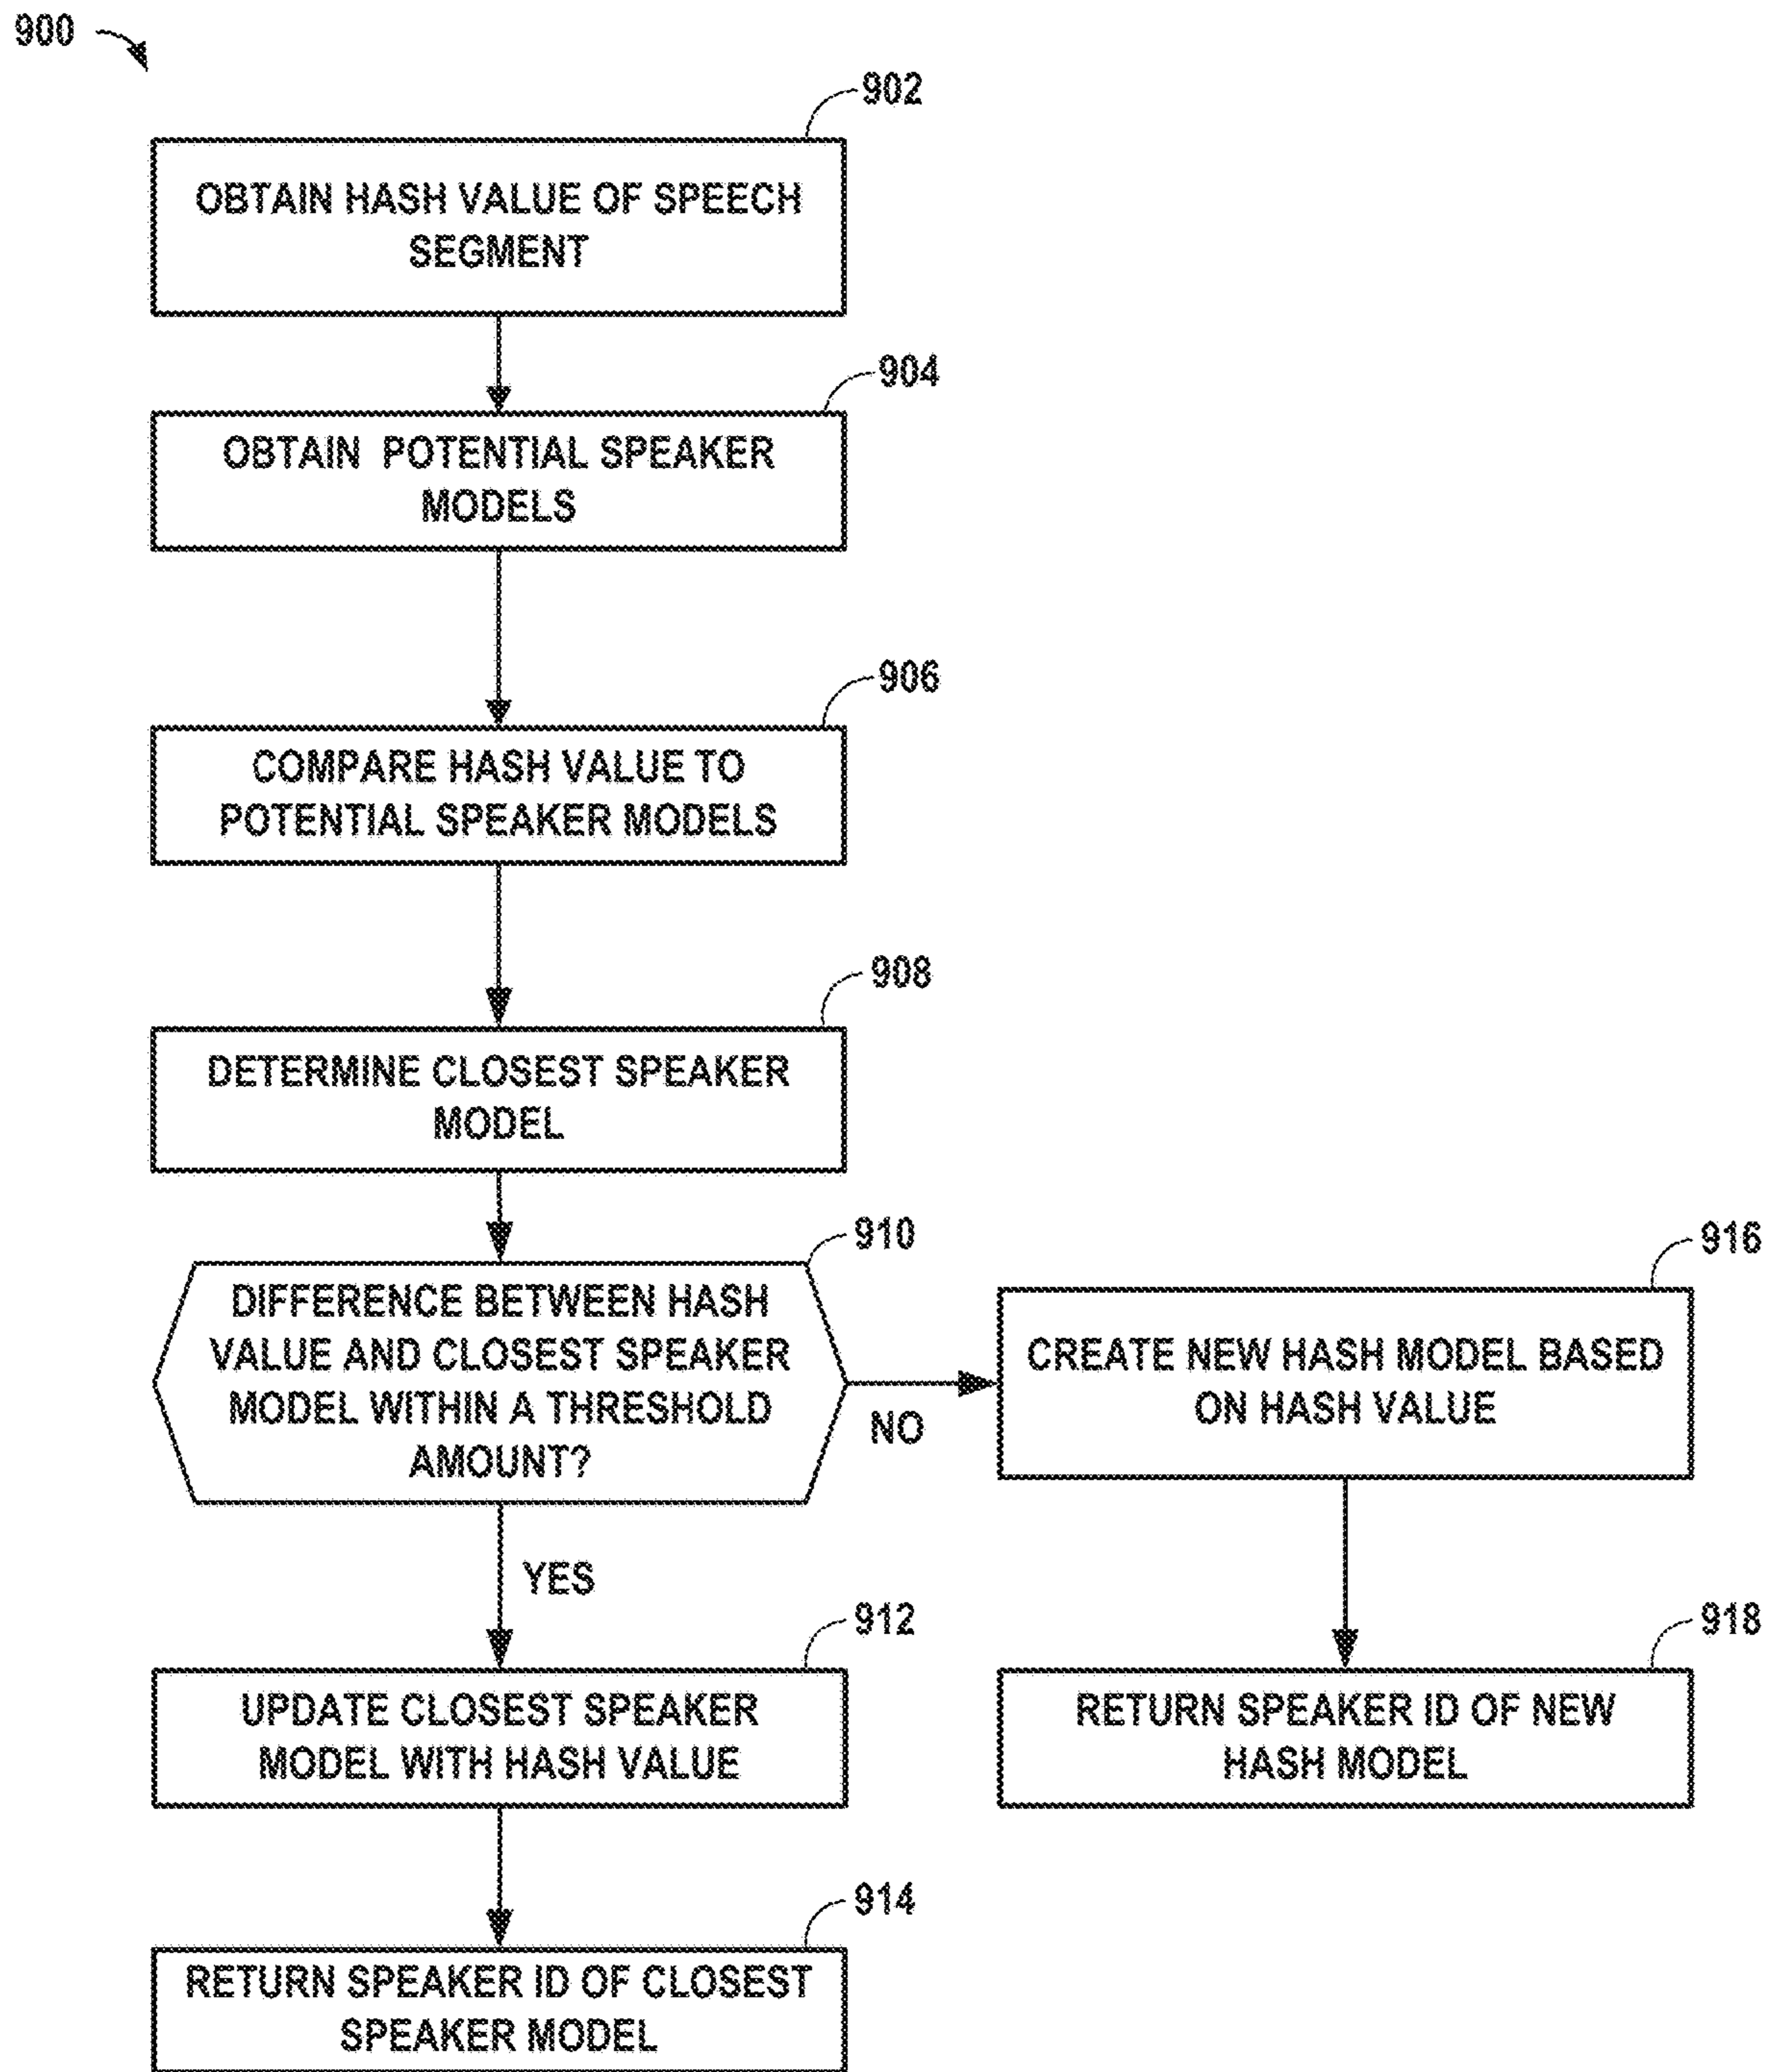 900
902
OBTAIN HASH VALUE OF SPEECH
SEGMENT
904
OBTAIN POTENTIAL SPEAKER
MODELS
906
COMPARE HASH VALUE TO
POTENTIAL SPEAKER MODELS
908
DETERMINE CLOSEST SPEAKER
MODEL
910
DIFFERENCE BETWEEN HASH
VALUE AND CLOSEST SPEAKER
MODEL WITHIN A THRESHOLD
AMOUNT?
NO
916
CREATE NEW HASH MODEL BASED
ON HASH VALUE
YES
912
UPDATE CLOSEST SPEAKER
MODEL WITH HASH VALUE
918
RETURN SPEAKER ID OF NEW
HASH MODEL
914
RETURN SPEAKER ID OF CLOSEST
SPEAKER MODEL